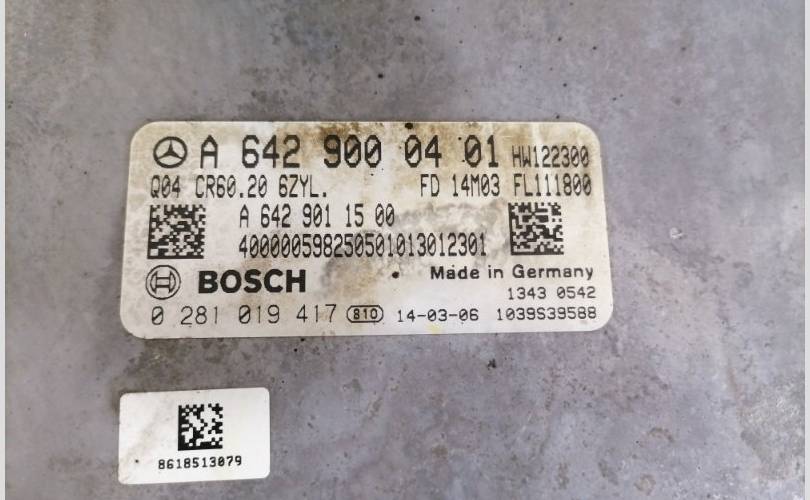 A 642 900 04 01 HW122300
Q04 CR60.20 6ZYL. FD 14M03 FL111800
A 642 901 15 00
400000598250501013012301
BOSCH Made in Germany
1343 0542
0 281 019 417 810 14-03-06 1039S39588
8618513079